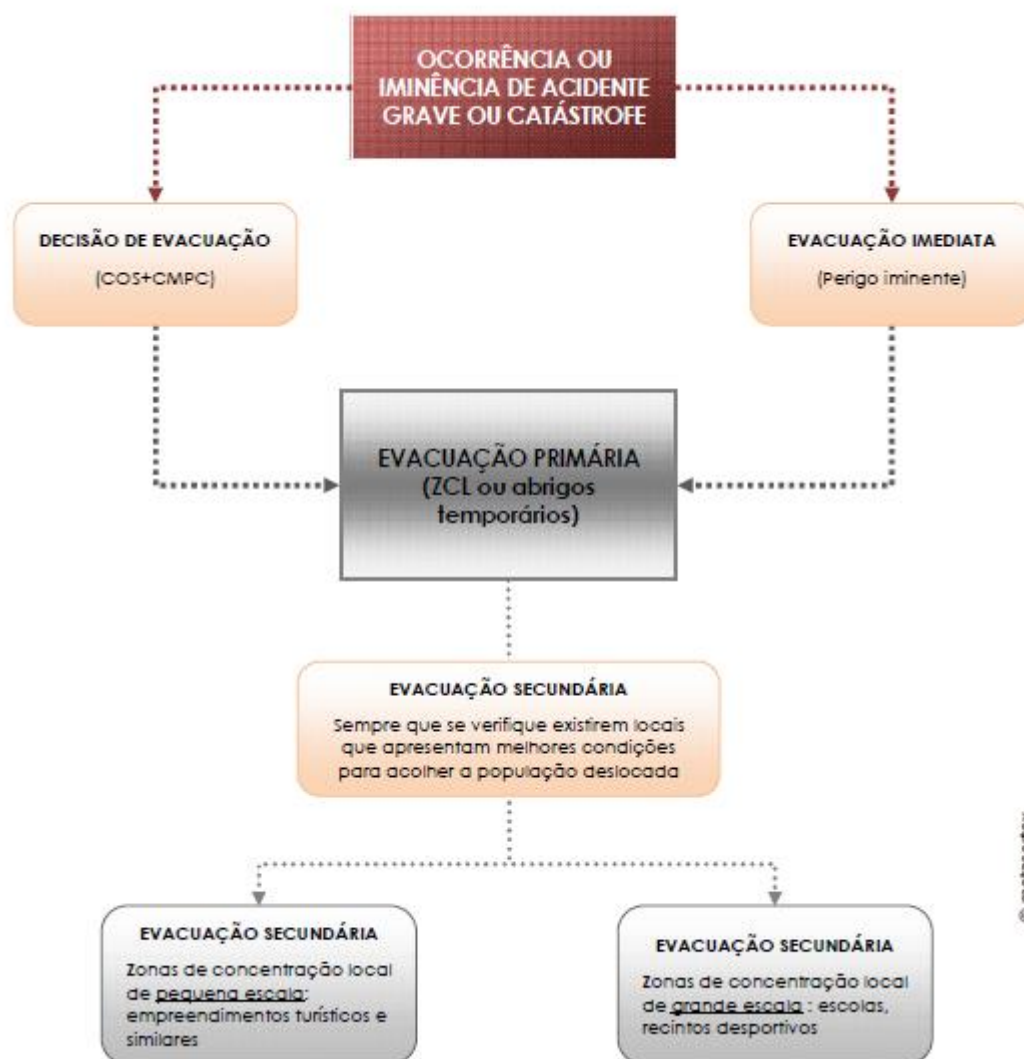 OCORRÊNCIA OU
IMINÊNCIA DE ACIDENTE
GRAVE OU CATÁSTROFE
DECISÃO DE EVACUAÇÃO
(COS+CMPC)
EVACUAÇÃO IMEDIATA
(Perigo iminente)
EVACUAÇÃO PRIMÁRIA
(ZCL ou abrigos
temporários)
EVACUAÇÃO SECUNDÁRIA
Sempre que se verifique existirem locais
que apresentam melhores condições
para acolher a população deslocada
EVACUAÇÃO SECUNDÁRIA
Zonas de concentração local
de pequena escala:
empreendimentos turísticos e
similares
EVACUAÇÃO SECUNDÁRIA
Zonas de concentração local
de grande escala : escolas,
recintos desportivos